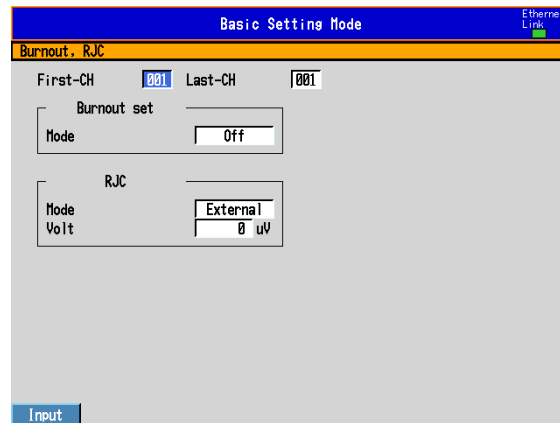 Basic Setting Mode
Etherne
Link
Burnout, RJC
First-CH 001 Last-CH 001
Burnout set
Mode Off
RJC
Mode External
Volt 0 uV
Input